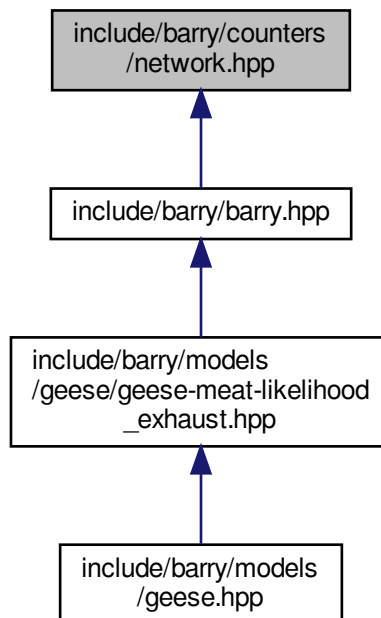 include/barry/counters
/network.hpp
include/barry/barry.hpp
include/barry/models
/geese/geese-meat-likelihood
_exhaust.hpp
include/barry/models
/geese.hpp